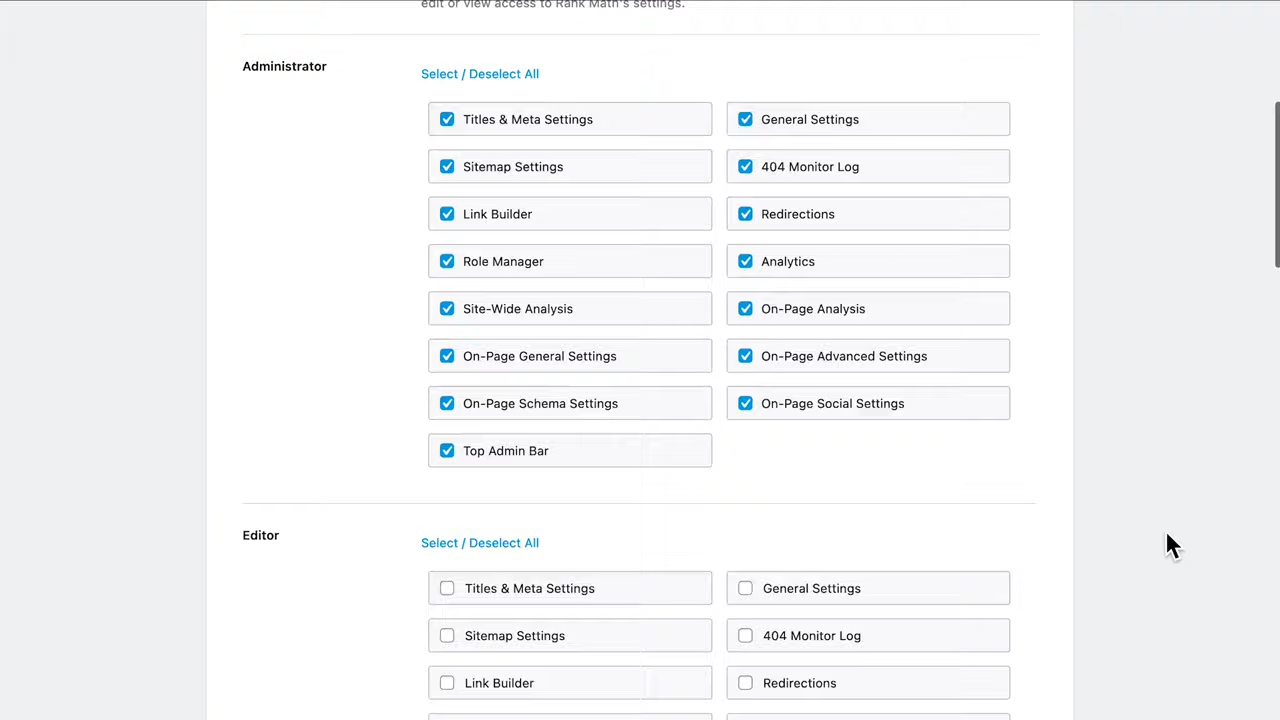 edit or view access to Rank Math's settings.
Administrator
Select / Deselect All
Titles & Meta Settings
General Settings
Sitemap Settings
404 Monitor Log
Link Builder
Redirections
Role Manager
Analytics
Site-Wide Analysis
On-Page Analysis
On-Page General Settings
On-Page Advanced Settings
On-Page Schema Settings
On-Page Social Settings
Top Admin Bar
Editor
Select / Deselect All
Titles & Meta Settings
General Settings
Sitemap Settings
404 Monitor Log
Link Builder
Redirections